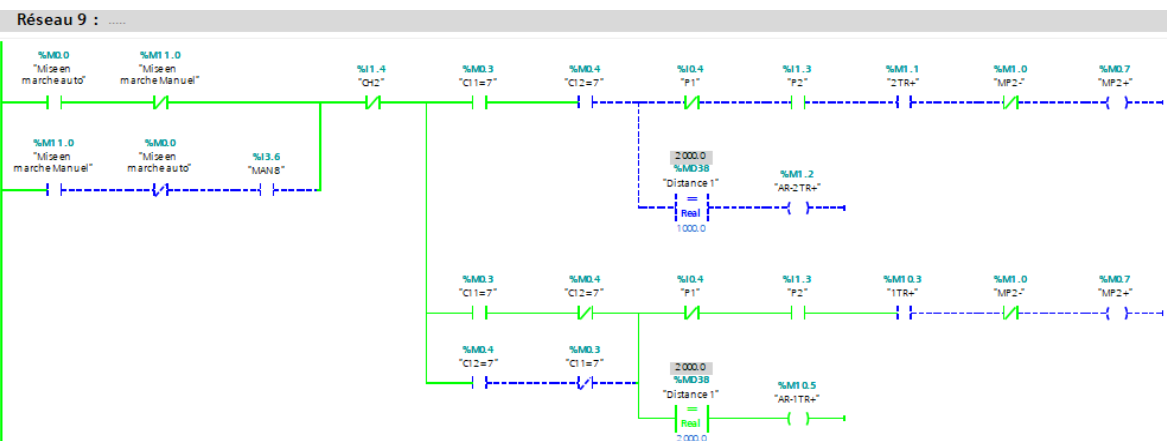 Réseau 9 : .....
%M0.0 %M11.0
"Mise en "Mise en %I1.4 %M0.3 %M0.4 %I0.4 %I1.3 %M1.1 %M1.0 %M0.7
marche auto" marche Manuel" "CH2" "C11=7" "C12=7" "P1" "P2" "2TR+" "MP2-" "MP2+"
%M11.0 %M0.0
"Mise en "Mise en %I3.6
marche Manuel" marche auto" "MAN8"
2000.0
%MD38
"Distance 1" %M1.2
"AR-2TR+"
=
Real
1000.0
%M0.3 %M0.4 %I0.4 %I1.3 %M10.3 %M1.0 %M0.7
"C11=7" "C12=7" "P1" "P2" "1TR+" "MP2-" "MP2+"
%M0.4 %M0.3
"C12=7" "C11=7"
2000.0
%MD38
"Distance 1" %M10.5
"AR-1TR+"
=
Real
2000.0